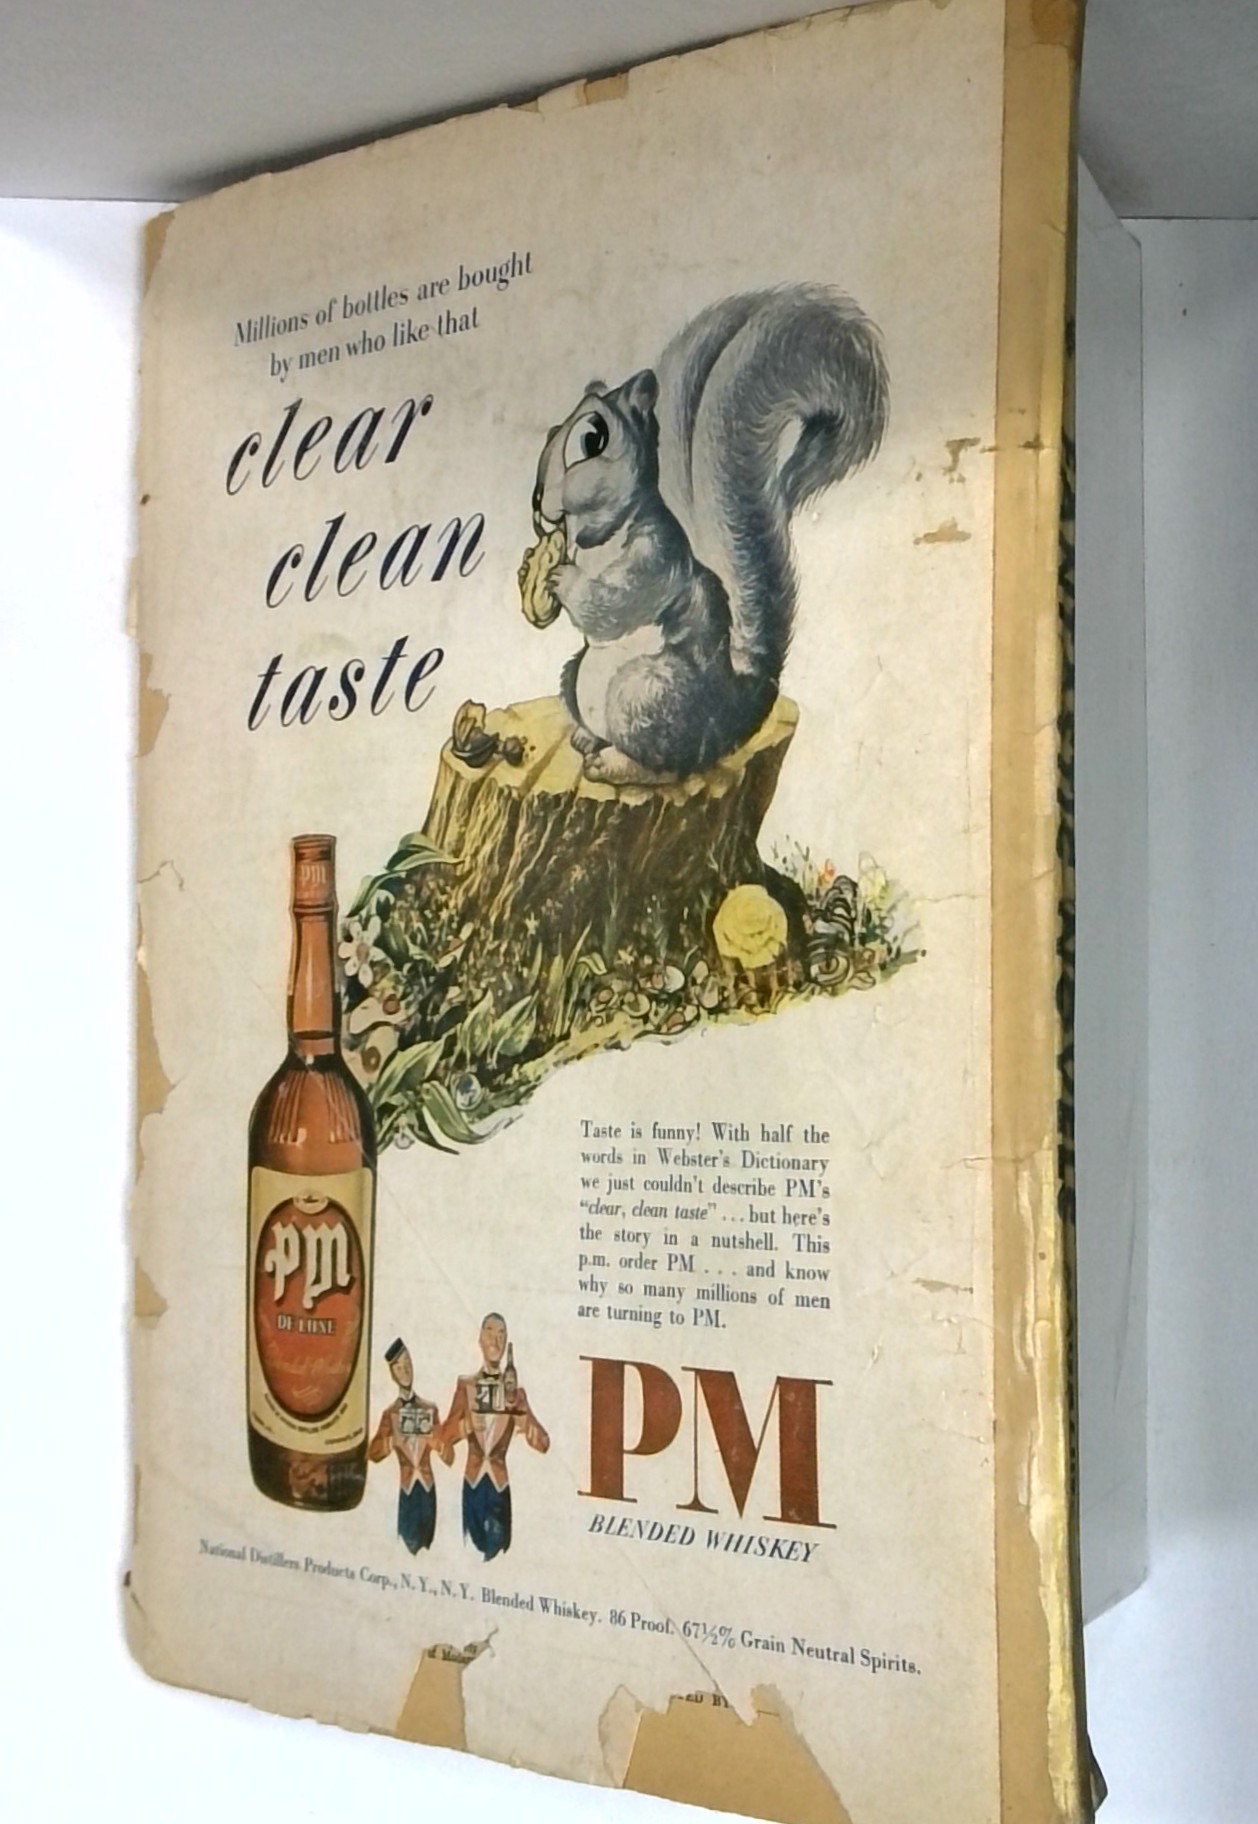 Millions of bottles are bought
by men who like that
clear
clean
taste
pm
pm
DE LUXE
Taste is funny! With half the
words in Webster's Dictionary
we just couldn't describe PM's
"clear, clean taste" ... but here's
the story in a nutshell. This
p.m. order PM . . . and know
why so many millions of men
are turning to PM.
PM
BLENDED WHISKEY
National Distillers Products Corp., N. Y., N. Y. Blended Whiskey. 86 Proof. 67½% Grain Neutral Spirits.
BY